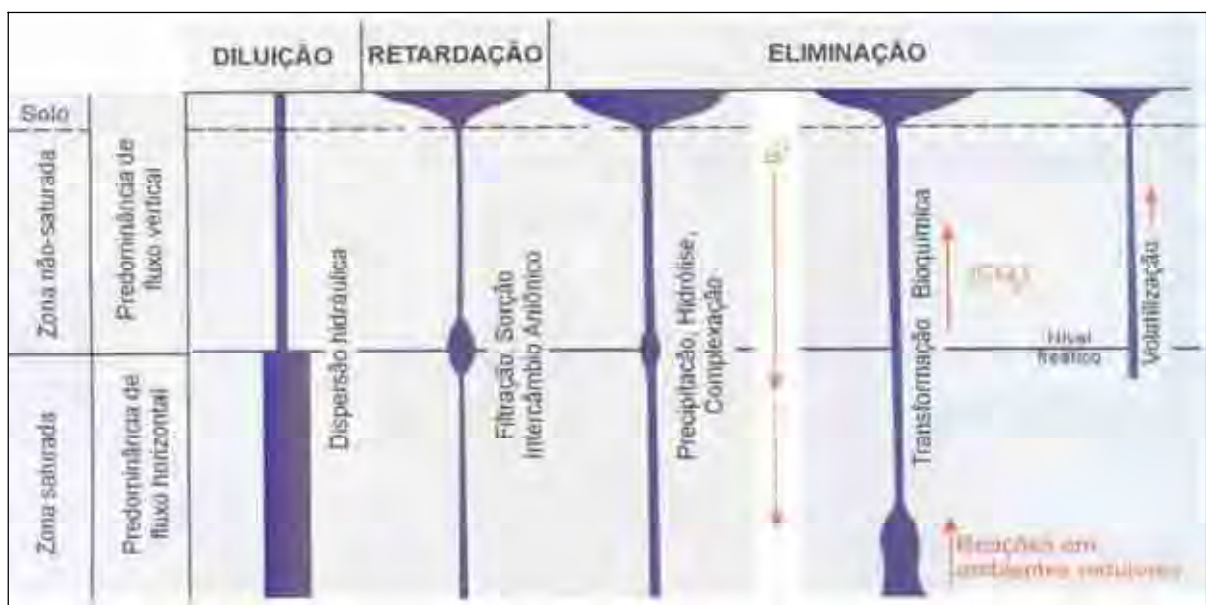 DILUIÇÃO
RETARDAÇÃO
ELIMINAÇÃO
Solo
Zona não-saturada
Predominância de
fluxo vertical
Zona saturada
Predominância de
fluxo horizontal
Dispersão hidráulica
Filtração Sorção
Intercâmbio Aniônico
Precipitação, Hidrólise,
Complexação
Transformação Bioquímica
Nível
freático
Volatilização
Reações em
ambientes redutores